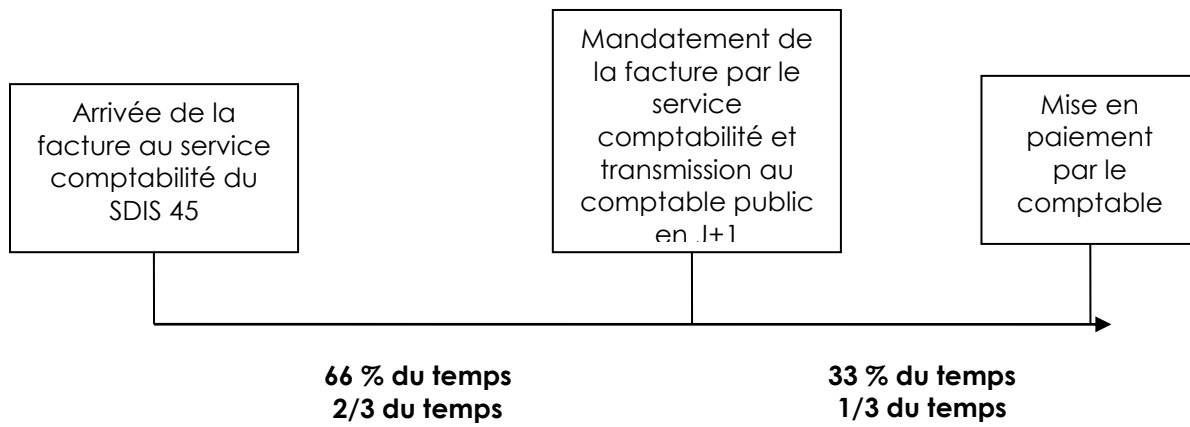 Arrivée de la
facture au service
comptabilité du
SDIS 45
Mandatement de
la facture par le
service
comptabilité et
transmission au
comptable public
en J+1
Mise en
paiement
par le
comptable
66 % du temps
2/3 du temps
33 % du temps
1/3 du temps